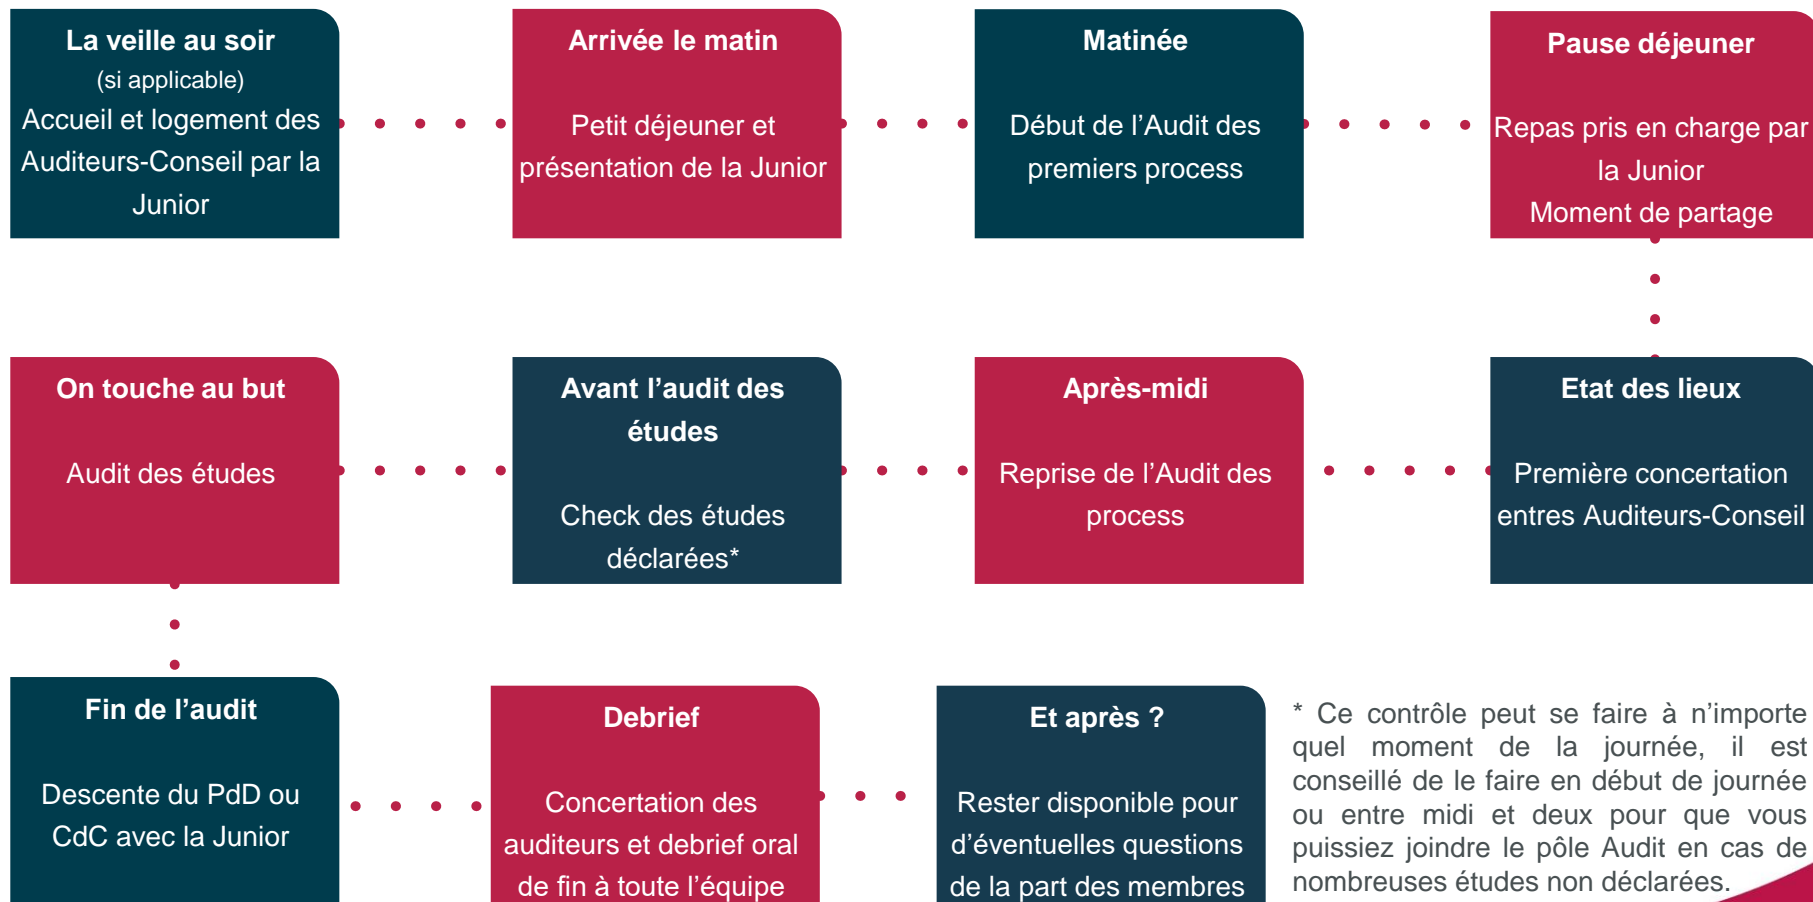 La veille au soir
(si applicable)
Accueil et logement des
Auditeurs-Conseil par la
Junior
Arrivée le matin
Petit déjeuner et
présentation de la Junior
Matinée
Début de l'Audit des
premiers process
Pause déjeuner
Repas pris en charge par
la Junior
Moment de partage
On touche au but
Audit des études
Avant l'audit des
études
Check des études
déclarées*
Après-midi
Reprise de l'Audit des
process
Etat des lieux
Première concertation
entres Auditeurs-Conseil
Fin de l'audit
Descente du PdD ou
CdC avec la Junior
Debrief
Concertation des
auditeurs et debrief oral
de fin à toute l'équipe
Et après ?
Rester disponible pour
d'éventuelles questions
de la part des membres
* Ce contrôle peut se faire à n'importe
quel moment de la journée, il est
conseillé de le faire en début de journée
ou entre midi et deux pour que vous
puissiez joindre le pôle Audit en cas de
nombreuses études non déclarées.